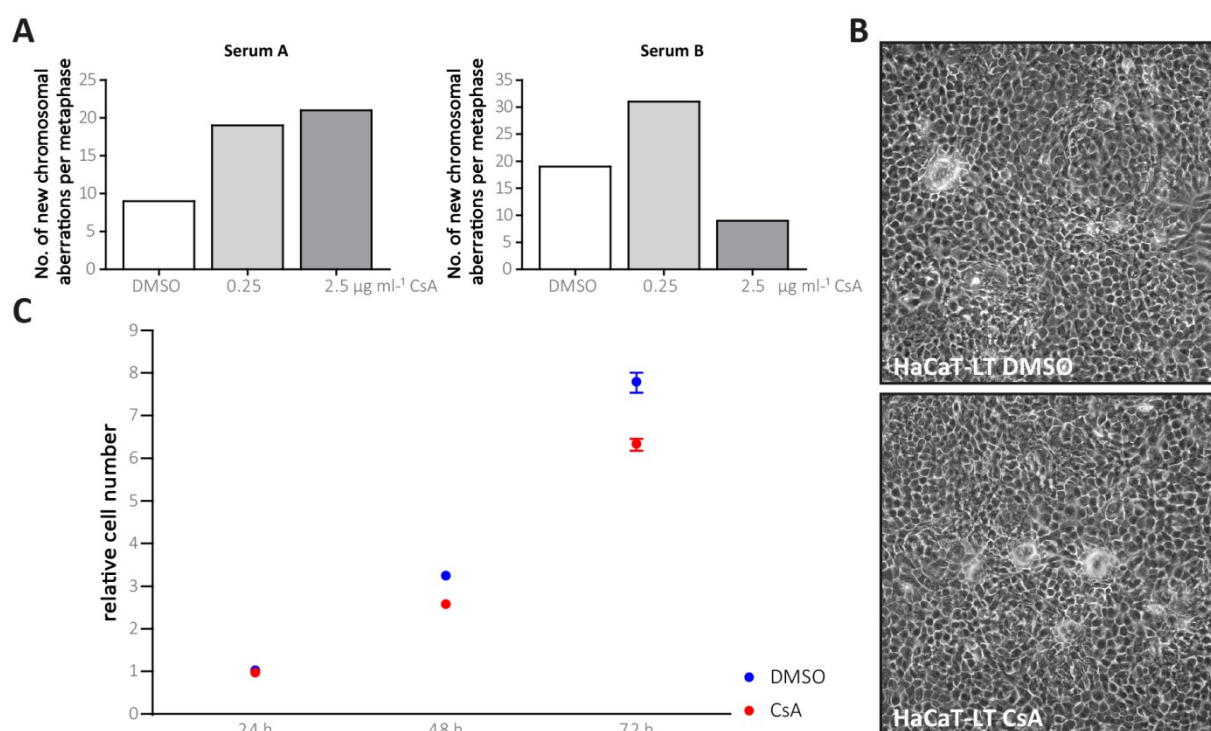 A
Serum A
No. of new chromosomal
aberrations per metaphase
25
20
15
10
5
0
DMSO
0.25
2.5 µg ml-¹ CsA
Serum B
No. of new chromosomal
aberrations per metaphase
35
30
25
20
15
10
5
0
DMSO
0.25
2.5
µg ml-¹ CsA
B
HaCaT-LT DMSO
HaCaT-LT CsA
C
relative cell number
9
8
7
6
5
4
3
2
1
0
24 h
48 h
72 h
DMSO
CsA